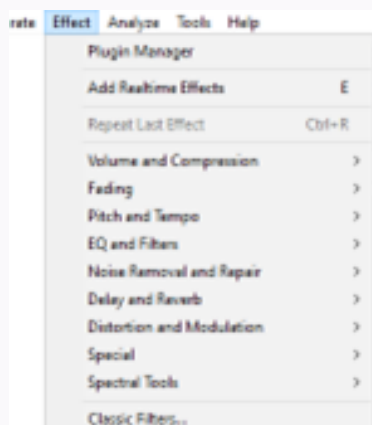 rate Effect Analyze Tools Help
Plugin Manager
Add Realtime Effects E
Repeat Last Effect Ctrl+R
Volume and Compression >
Fading >
Pitch and Tempo >
EQ and Filters >
Noise Removal and Repair >
Delay and Reverb >
Distortion and Modulation >
Special >
Spectral Tools >
Classic Filters...